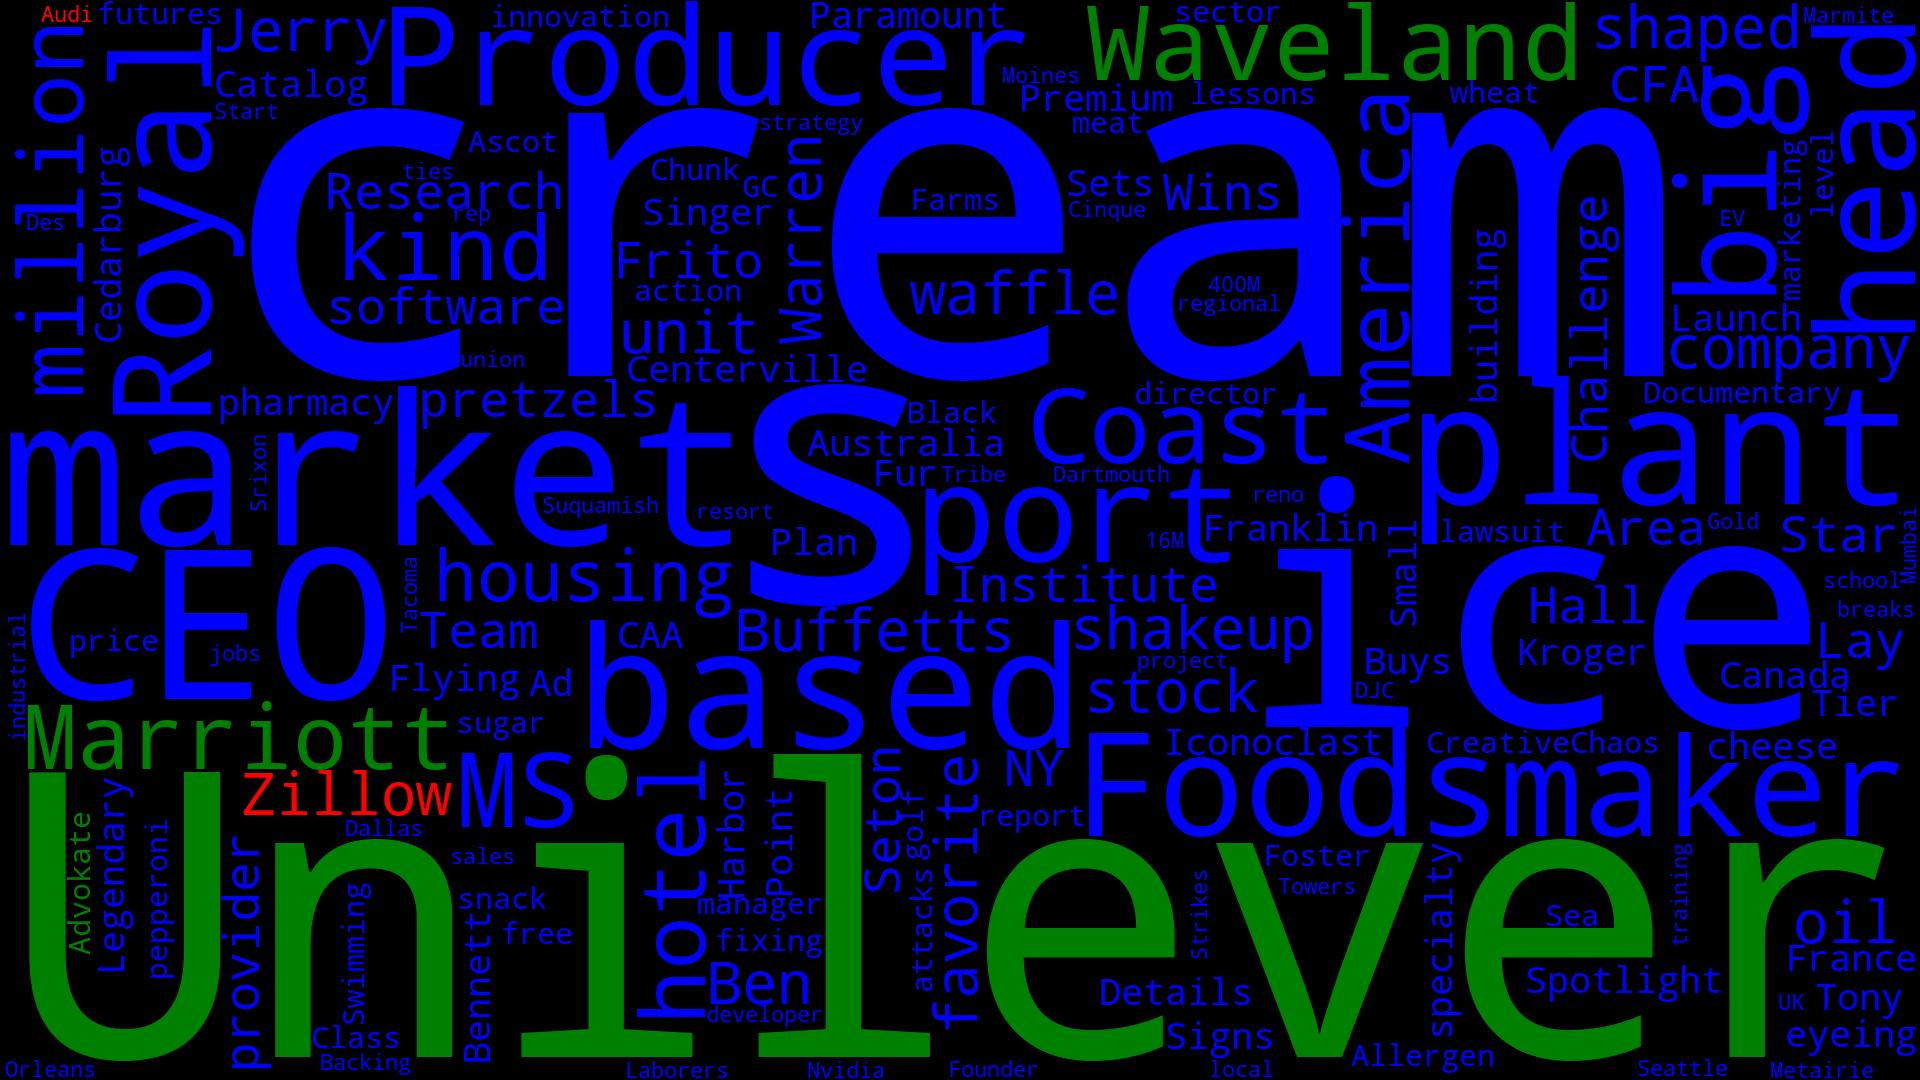 Audi
futures
Jerry
Producer
innovation
Paramount
Waveland
sector
shaped
Marmite
head
million
Royal
Catalog
Start
Moines
Premium
lessons
wheat
CFA
big
cream
Ascot
strategy
meat
America
level
marketing
Cedarburg
ties
Research
Chunk
GC
Warren
Farms
Sets
Cinque
Wins
Des
rep
kind
Singer
EV
Challenge
building
software
Frito
action
waffle
400M
regional
Launch
company
unit
union
Centerville
pharmacy
pretzels
Black
Coast
director
Documentary
plant
markets
Srixon
Australia
Fur
Tribe
Dartmouth
port
Suquamish
resort
reno
Franklin
lawsuit
Area
Gold
Star
Mumbai
Plan
16M
ice
CEO
Tacoma
housing
Institute
Small
school
breaks
Hall
Lay
price
jobs
Team
CAA
Buffetts
shakeup
project
Kroger
Buys
DJC
Canada
Tier
industrial
Flying
Ad
based
stock
Marriott
sugar
Iconoclast
CreativeChaos
cheese
Zillow
MS
hotel
Seton
NY
Foodsmaker
Unilever
Advokate
Legendary
pepperoni
Dallas
Harbor
Point
golf
favorite
report
provider
sales
Foster
Towers
training
snack
manager
Strikes
specialty
Sea
oil
Swimming
Bennett
free
fixing
attacks
France
Ben
Details
Spotlight
UK
Tony
developer
Class
Signs
eyeing
Backing
Allergen
Orleans
Laborers
Nvidia
Founder
local
Seattle
Metairie